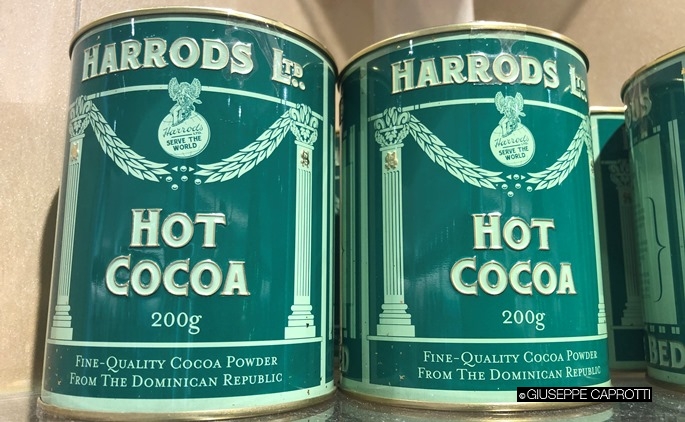 HARRODS LTD.
Harrods
SERVE THE
WORLD
HOT
COCOA
200g
FINE-QUALITY COCOA POWDER
FROM THE DOMINICAN REPUBLIC
HARRODS LTD.
Harrods
SERVE THE
WORLD.
HOT
COCOA
200g
FINE-QUALITY COCOA POWDER
FROM THE DOMINICAN REPUBLIC
©GIUSEPPE CAPROTTI